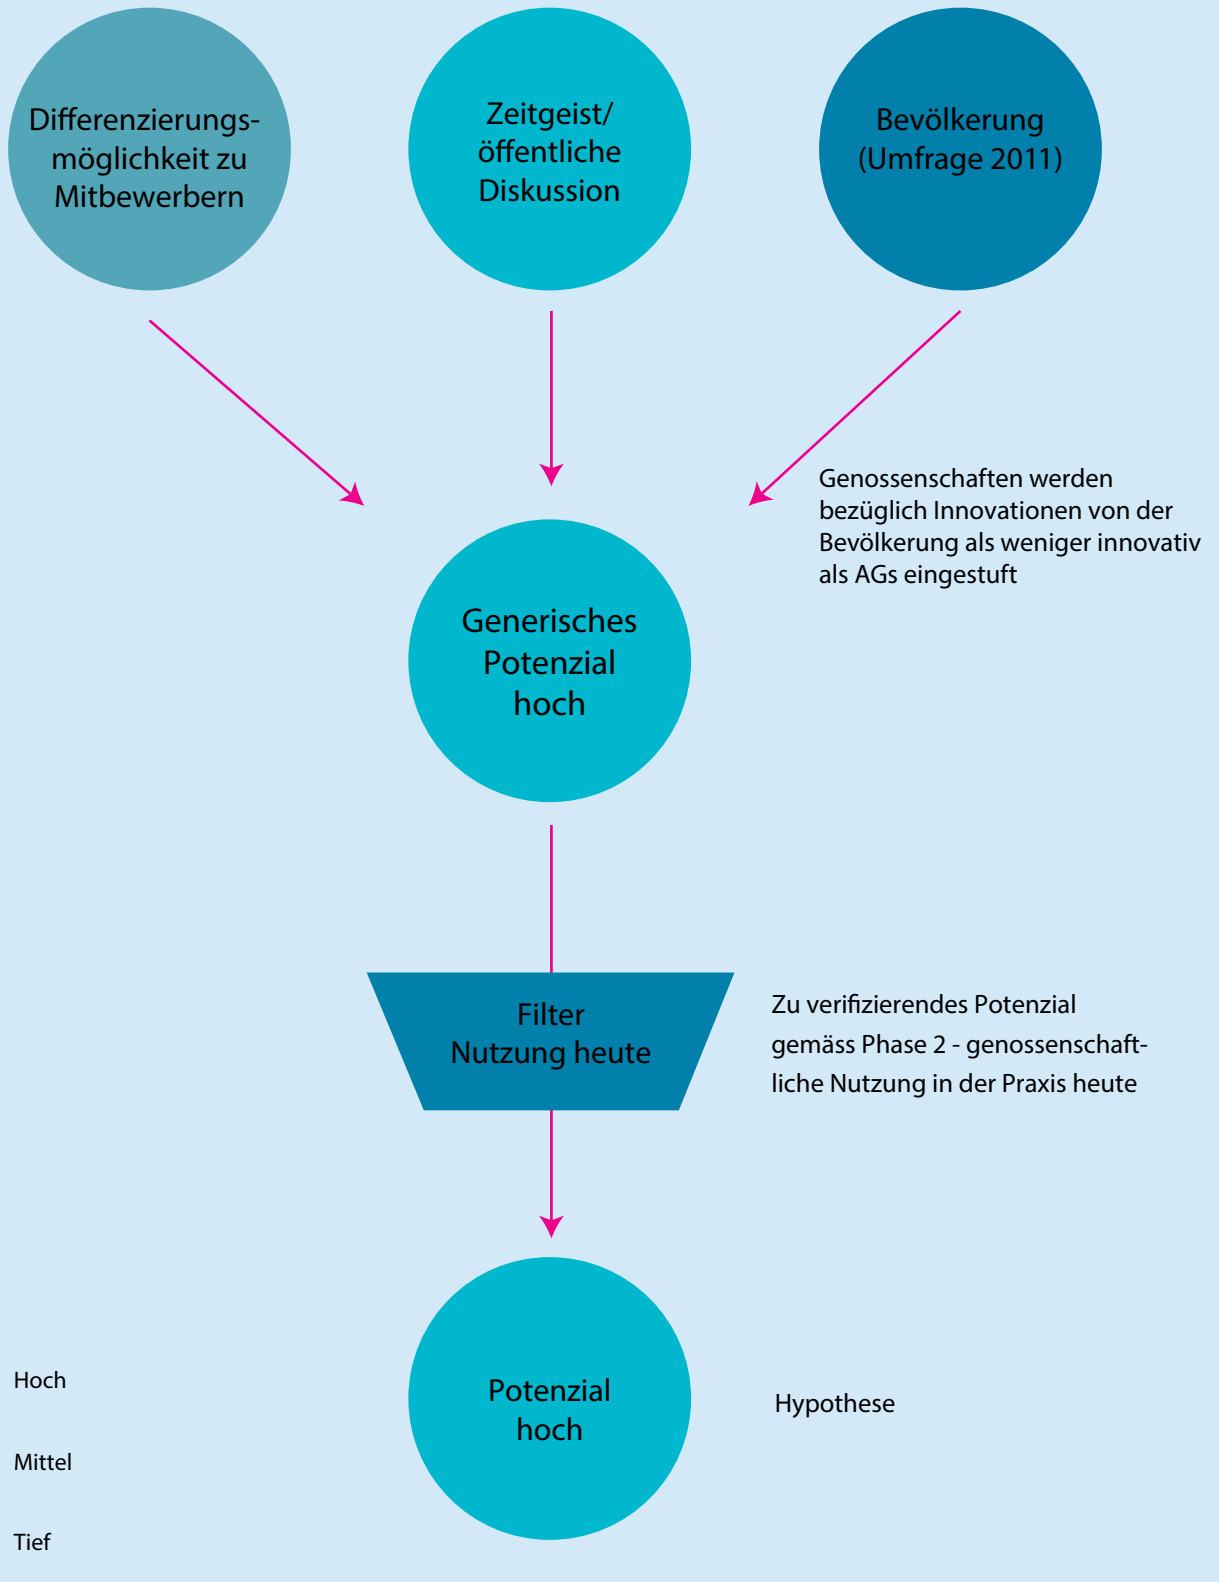 Differenzierungs-
möglichkeit zu
Mitbewerbern
Zeitgeist/
öffentliche
Diskussion
Bevölkerung
(Umfrage 2011)
Genossenschaften werden
bezüglich Innovationen von der
Bevölkerung als weniger innovativ
als AGs eingestuft
Generisches
Potenzial
hoch
Filter
Nutzung heute
Zu verifizierendes Potenzial
gemäss Phase 2 - genossenschaft-
liche Nutzung in der Praxis heute
Potenzial
hoch
Hypothese
Hoch
Mittel
Tief